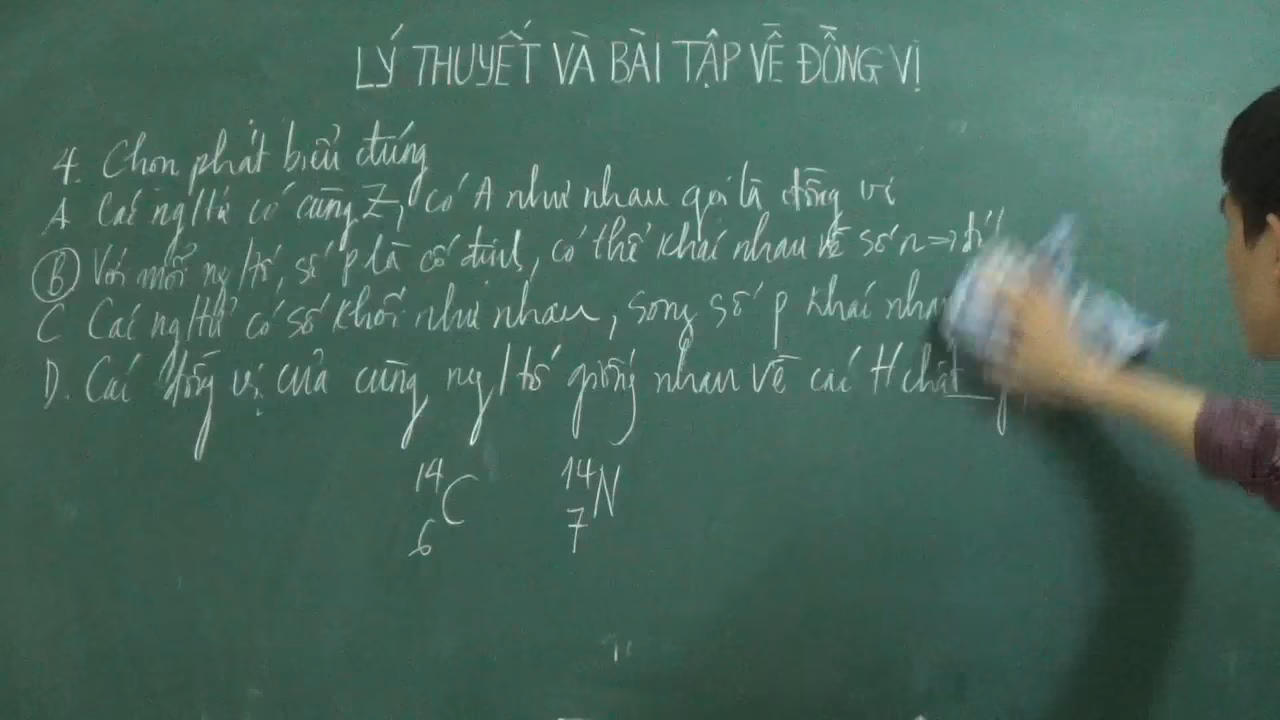 LÝ THUYẾT VÀ BÀI TẬP VỀ ĐỒNG VỊ
4. Chọn phát biểu đúng
A Các ng/tử có cùng Z, có A như nhau gọi là đồng vị
B Với mỗi ng/tố, số p là cố định, có thể khác nhau về số n =>
C Các ng/tử có số khối như nhau, song số p khác
D. Các đồng vị của cùng ng/tố giống nhau về các t/chất
14 C 6 14 N 7